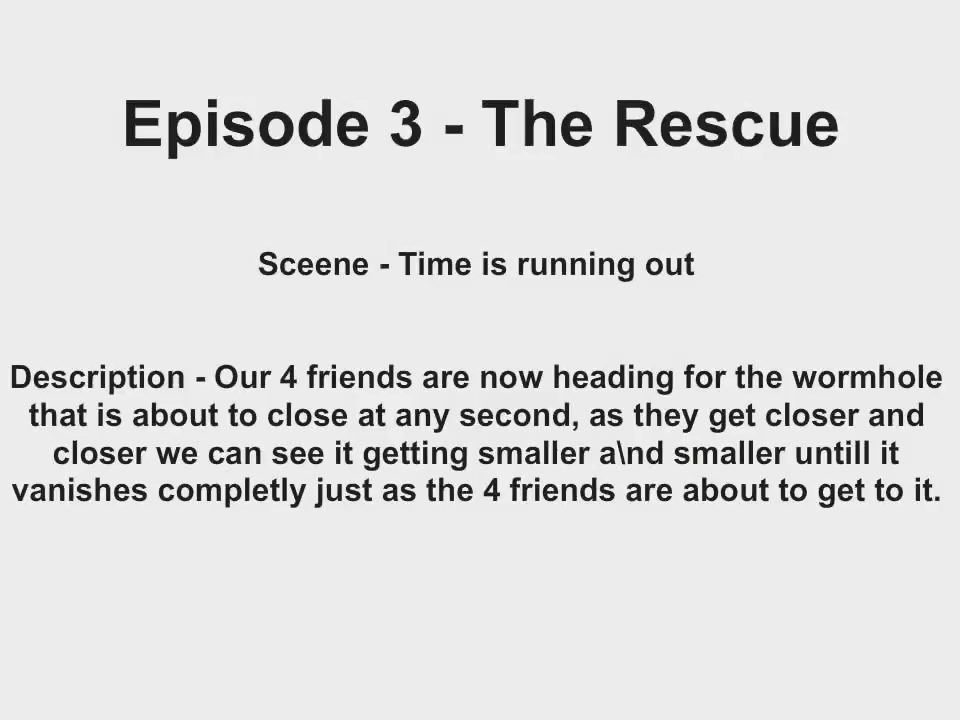 Episode 3 - The Rescue
Sceene - Time is running out
Description - Our 4 friends are now heading for the wormhole
that is about to close at any second, as they get closer and
closer we can see it getting smaller a\nd smaller untill it
vanishes completly just as the 4 friends are about to get to it.